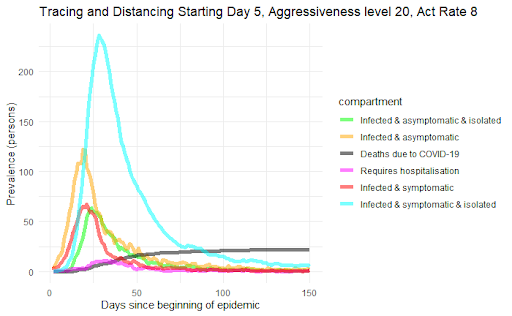 Tracing and Distancing Starting Day 5, Aggressiveness level 20, Act Rate 8
Prevalence (persons)
200
150
100
50
0
0
50
100
150
Days since beginning of epidemic
compartment
Infected & asymptomatic & isolated
Infected & asymptomatic
Deaths due to COVID-19
Requires hospitalisation
Infected & symptomatic
Infected & symptomatic & isolated